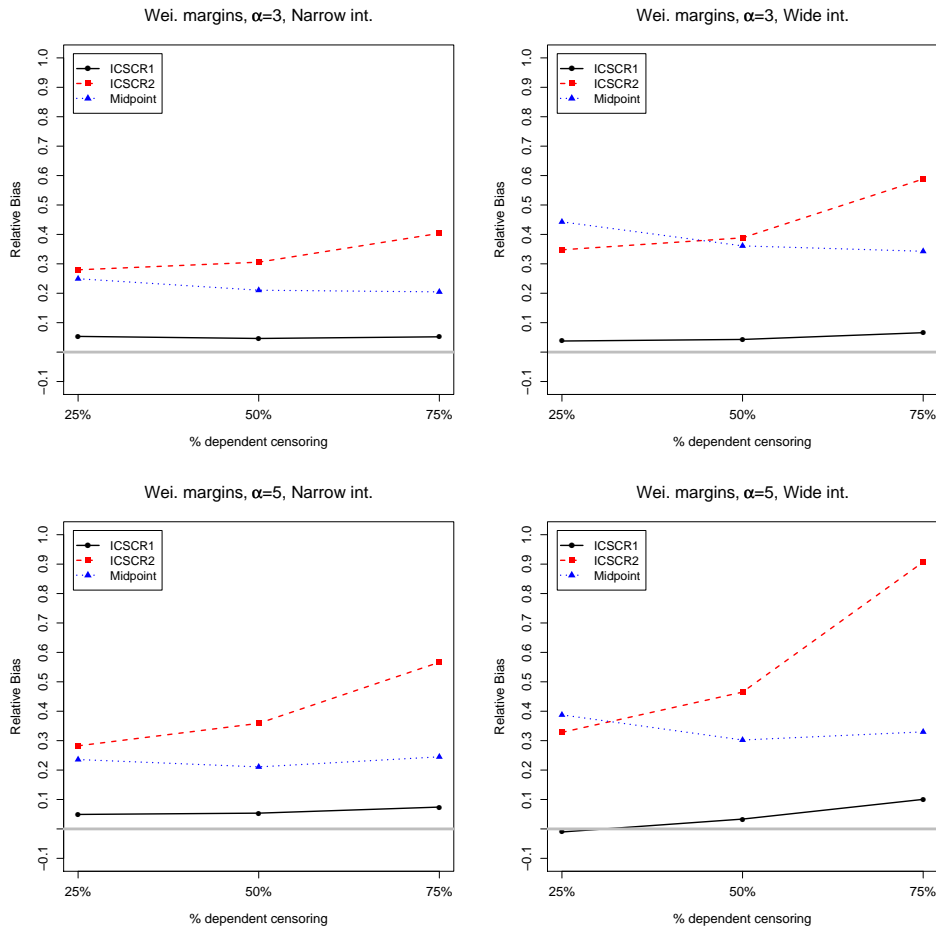 Wei. margins, α=3, Narrow int.
ICSCR1
ICSCR2
Midpoint
Relative Bias
1.0
0.9
0.8
0.7
0.6
0.5
0.4
0.3
0.2
0.1
−0.1
25%
50%
75%
% dependent censoring
Wei. margins, α=3, Wide int.
ICSCR1
ICSCR2
Midpoint
Relative Bias
1.0
0.9
0.8
0.7
0.6
0.5
0.4
0.3
0.2
0.1
−0.1
25%
50%
75%
% dependent censoring
Wei. margins, α=5, Narrow int.
ICSCR1
ICSCR2
Midpoint
Relative Bias
1.0
0.9
0.8
0.7
0.6
0.5
0.4
0.3
0.2
0.1
−0.1
25%
50%
75%
% dependent censoring
Wei. margins, α=5, Wide int.
ICSCR1
ICSCR2
Midpoint
Relative Bias
1.0
0.9
0.8
0.7
0.6
0.5
0.4
0.3
0.2
0.1
−0.1
25%
50%
75%
% dependent censoring